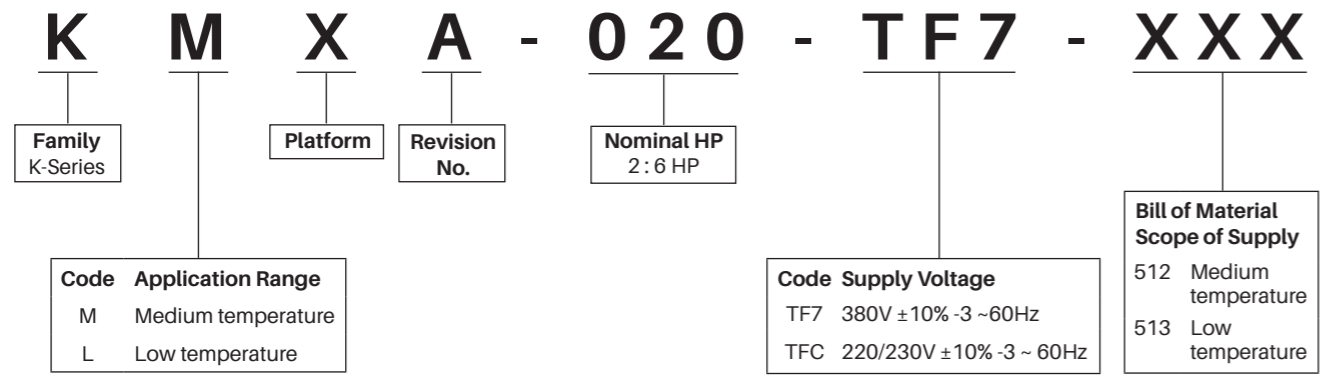 K M X A - 0 2 0 - T F 7 - X X X
Family
K-Series
Platform
Revision
No.
Nominal HP
2 : 6 HP
Code Application Range
M Medium temperature
L Low temperature
Code Supply Voltage
TF7 380V ±10% -3 ~60Hz
TFC 220/230V ±10% -3 ~ 60Hz
Bill of Material
Scope of Supply
512 Medium
temperature
513 Low
temperature